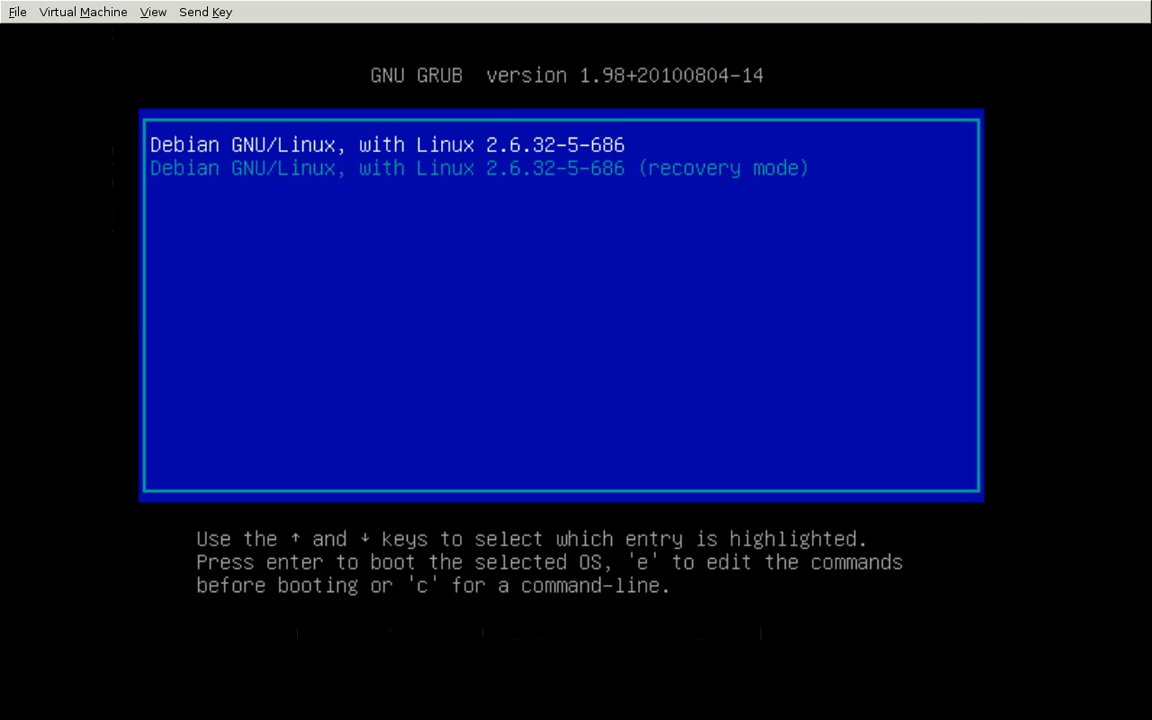 File Virtual Machine View Send Key
GNU GRUB version 1.98+20100804-14
Debian GNU/Linux, with Linux 2.6.32-5-686
Debian GNU/Linux, with Linux 2.6.32-5-686 (recovery mode)
Use the ↑ and ↓ keys to select which entry is highlighted.
Press enter to boot the selected OS, 'e' to edit the commands
before booting or 'c' for a command-line.